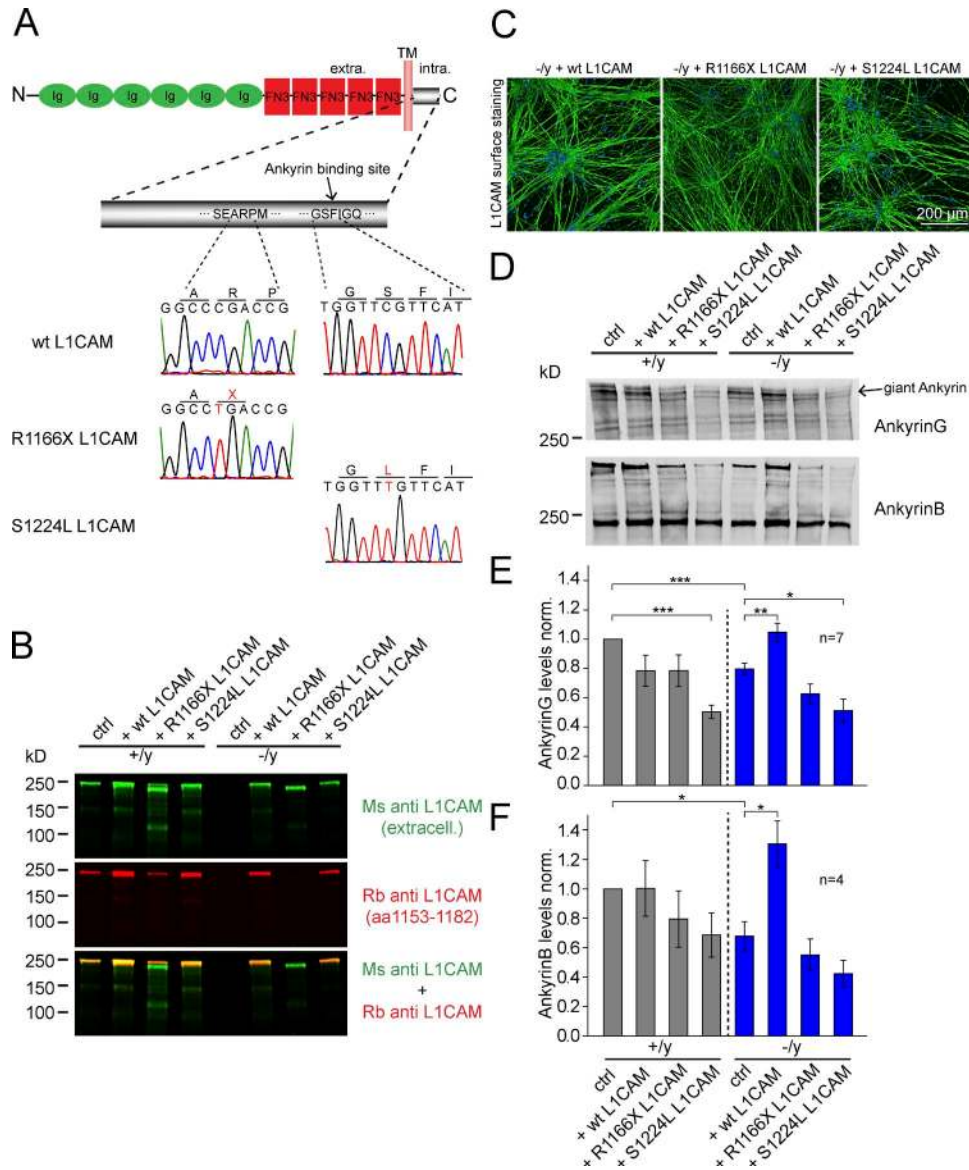 A
TM
extra.
intra.
N
Ig Ig Ig Ig Ig Ig FN3 FN3 FN3 FN3 FN3
C
Ankyrin binding site
··· SEARPM ··· ··· GSFIGQ ···
wt L1CAM
A R P
G G C C C G A C C G
G S F I
T G G T T C G T T C A T
R1166X L1CAM
A X
G G C C T G A C C G
S1224L L1CAM
G L F I
T G G T T T G T T C A T
B
ctrl
+ wt L1CAM
+ R1166X L1CAM
+ S1224L L1CAM
ctrl
+ wt L1CAM
+ R1166X L1CAM
+ S1224L L1CAM
+/y
-/y
kD
250
150
100
Ms anti L1CAM
(extracell.)
250
150
100
Rb anti L1CAM
(aa1153-1182)
250
150
100
Ms anti L1CAM
+
Rb anti L1CAM
C
-/y + wt L1CAM
-/y + R1166X L1CAM
-/y + S1224L L1CAM
L1CAM surface staining
200 µm
D
ctrl
+ wt L1CAM
+ R1166X L1CAM
+ S1224L L1CAM
ctrl
+ wt L1CAM
+ R1166X L1CAM
+ S1224L L1CAM
+/y
-/y
kD
giant Ankyrin
AnkyrinG
250
AnkyrinB
250
E
AnkyrinG levels norm.
1.4
1.2
1.0
0.8
0.6
0.4
0.2
0.0
***
***
*
**
n=7
F
AnkyrinB levels norm.
1.4
1.2
1.0
0.8
0.6
0.4
0.2
0.0
*
*
n=4
+/y
-/y
ctrl
+ wt L1CAM
+ R1166X L1CAM
+ S1224L L1CAM
ctrl
+ wt L1CAM
+ R1166X L1CAM
+ S1224L L1CAM